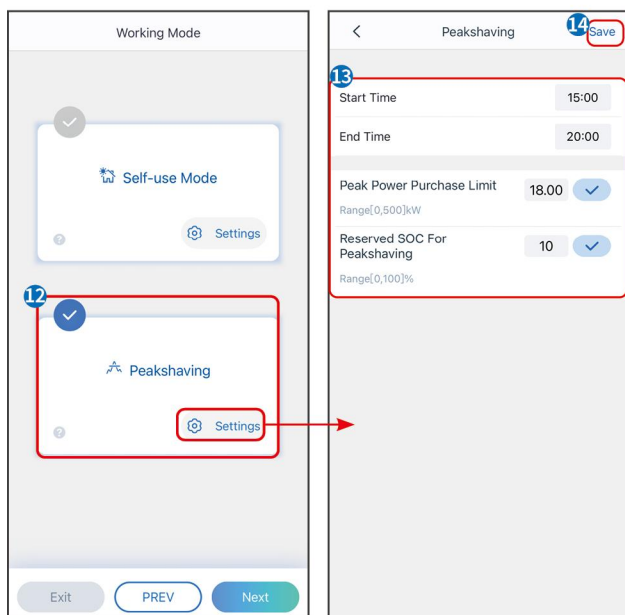 Working Mode
Self-use Mode
?
Settings
12
Peakshaving
?
Settings
Exit
PREV
Next
Peakshaving
14
Save
13
Start Time
15:00
End Time
20:00
Peak Power Purchase Limit
18.00
Range[0,500]kW
Reserved SOC For
Peakshaving
10
Range[0,100]%